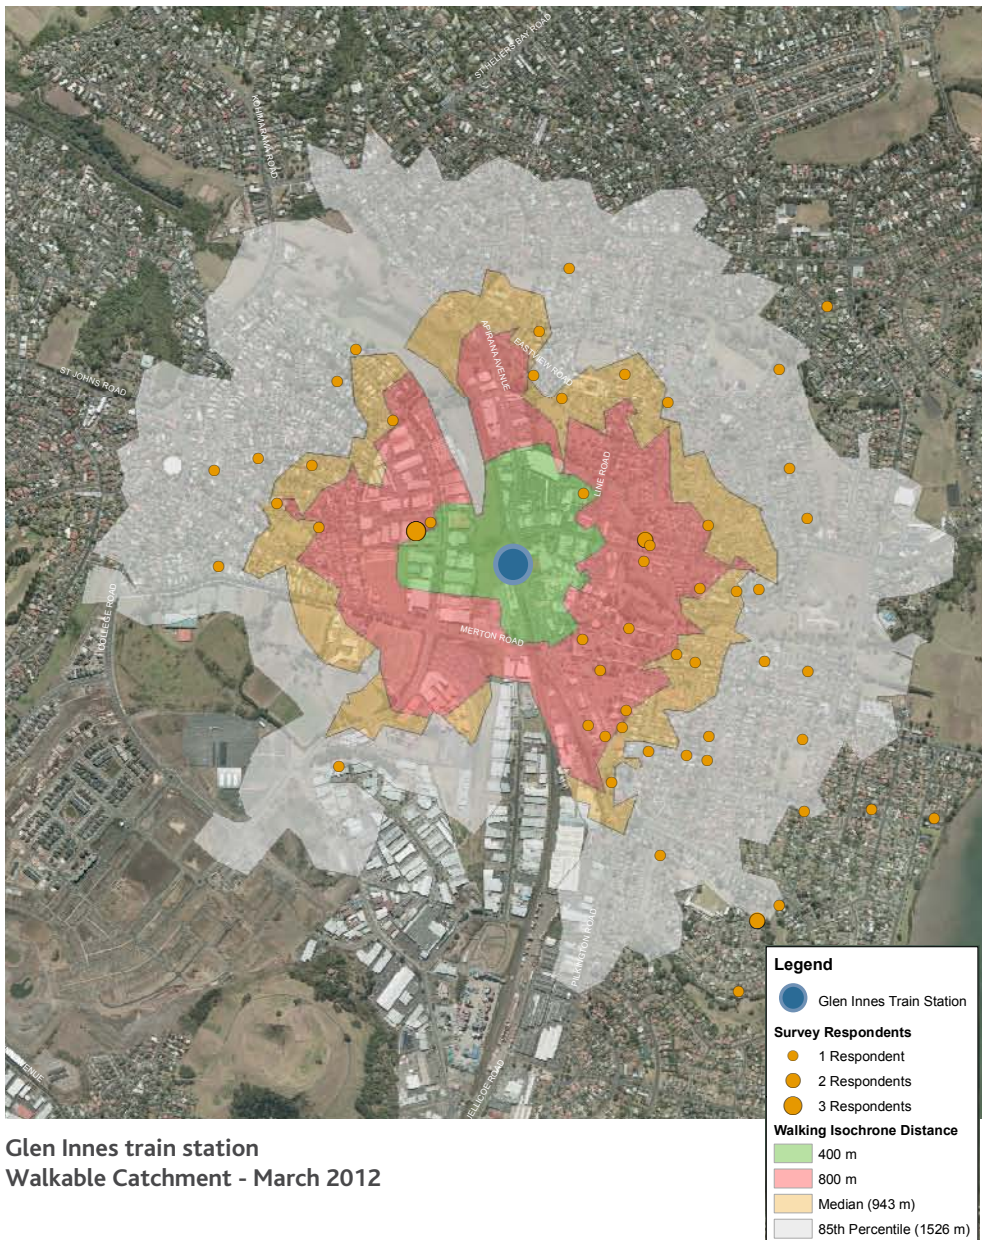 ST HELIERS BAY ROAD
KOHIMARAMA ROAD
ST JOHNS ROAD
APIRANA AVENUE
EASTVIEW ROAD
LINE ROAD
COLLEGE ROAD
MERTON ROAD
PILKINGTON ROAD
ENUE
ELLICOE ROAD
Legend
Glen Innes Train Station
Survey Respondents
1 Respondent
2 Respondents
3 Respondents
Walking Isochrone Distance
400 m
800 m
Median (943 m)
85th Percentile (1526 m)
Glen Innes train station
Walkable Catchment - March 2012